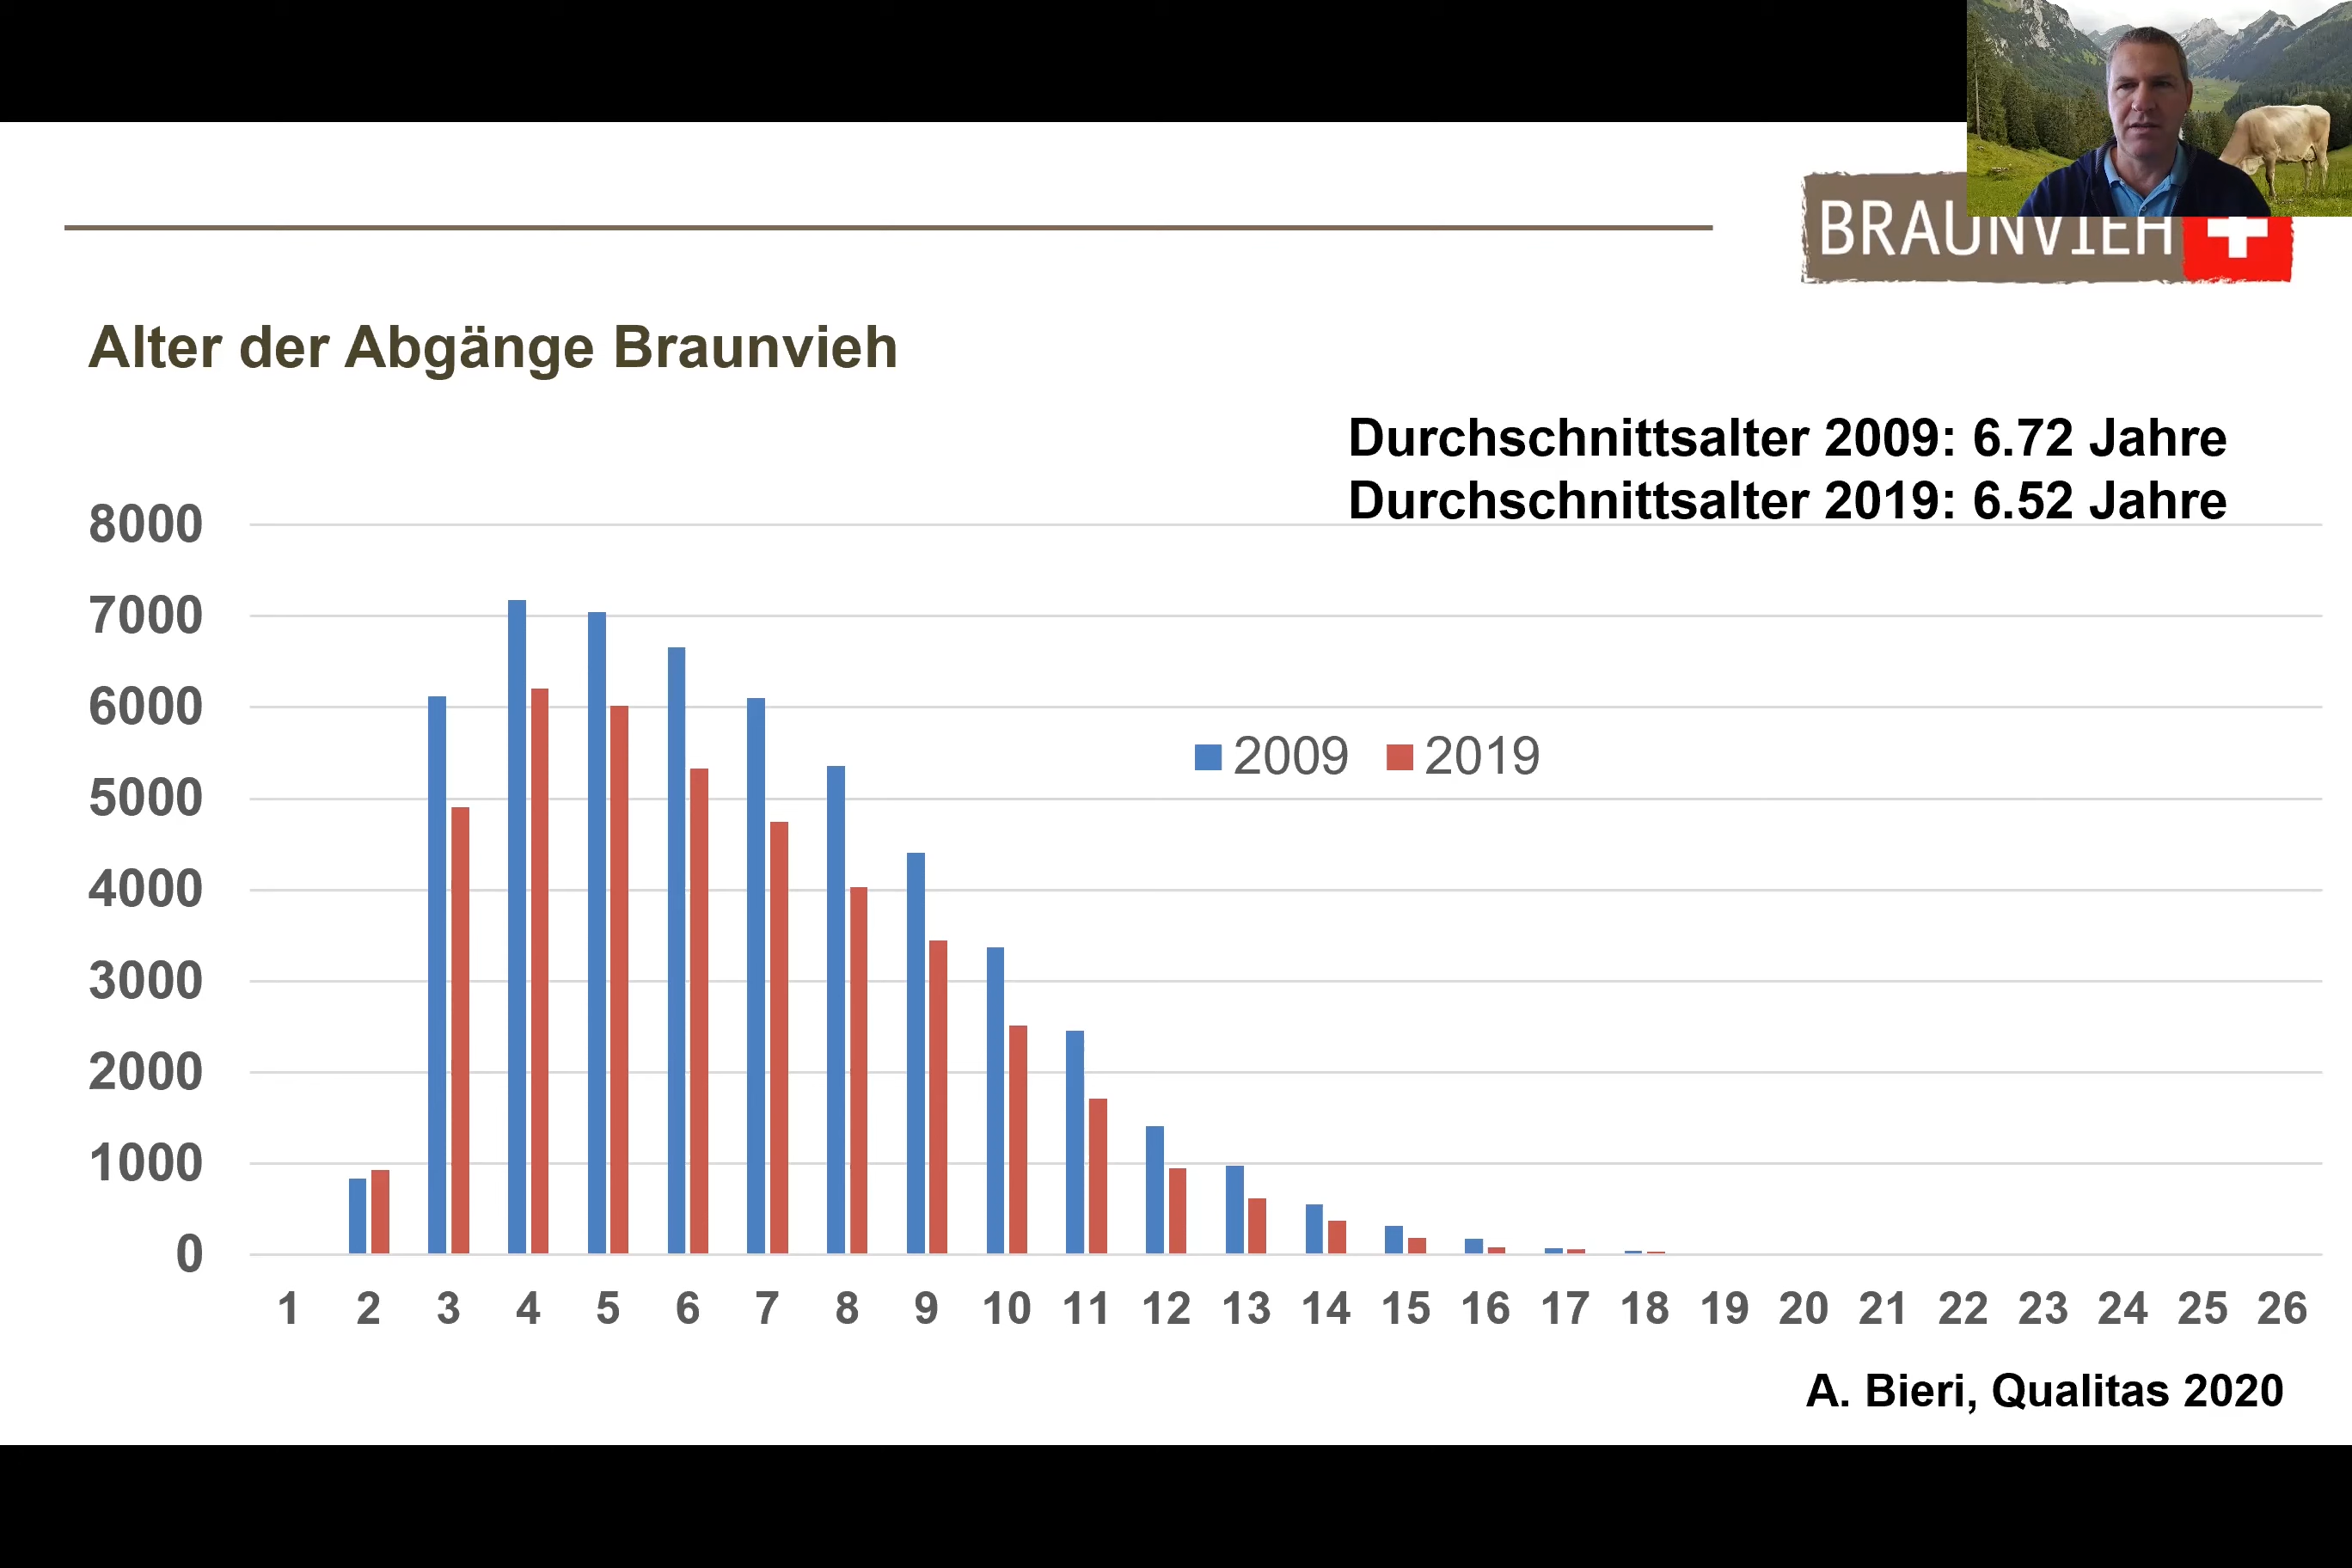 BRAUNVIEH
Alter der Abgänge Braunvieh
Durchschnittsalter 2009: 6.72 Jahre
Durchschnittsalter 2019: 6.52 Jahre
8000
7000
6000
5000
4000
3000
2000
1000
0
2009 2019
1 2 3 4 5 6 7 8 9 10 11 12 13 14 15 16 17 18 19 20 21 22 23 24 25 26
A. Bieri, Qualitas 2020